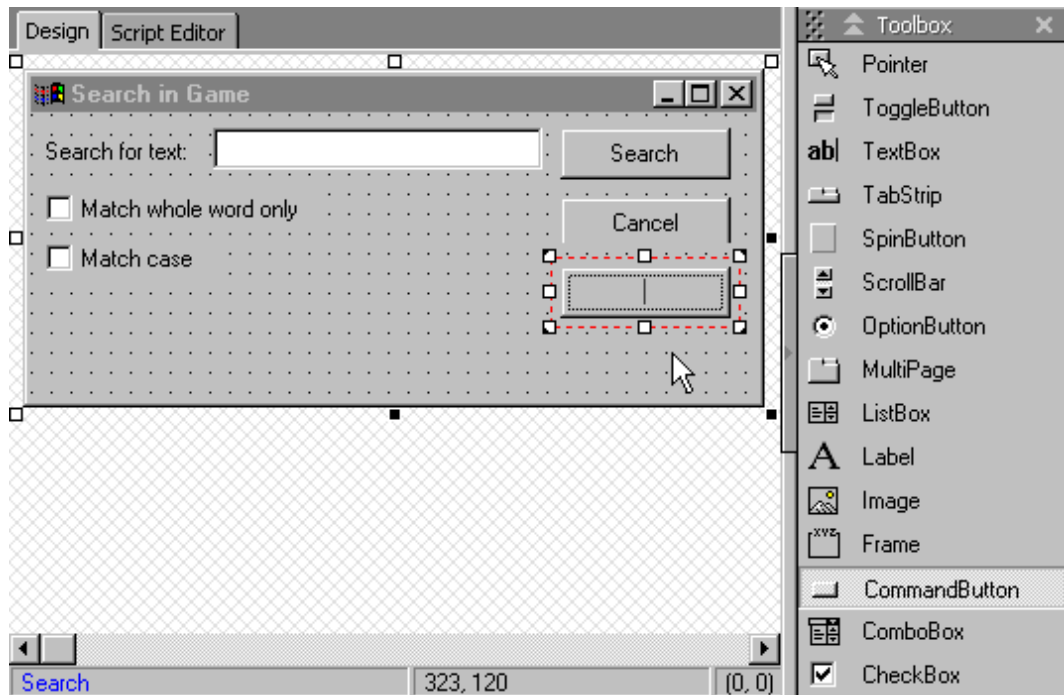 Design Script Editor
Search in Game
Search for text:
Search
Match whole word only
Cancel
Match case
Search
323, 120
(0, 0)
Toolbox
Pointer
ToggleButton
ab TextBox
TabStrip
SpinButton
ScrollBar
OptionButton
MultiPage
ListBox
A Label
Image
xyz Frame
CommandButton
ComboBox
CheckBox